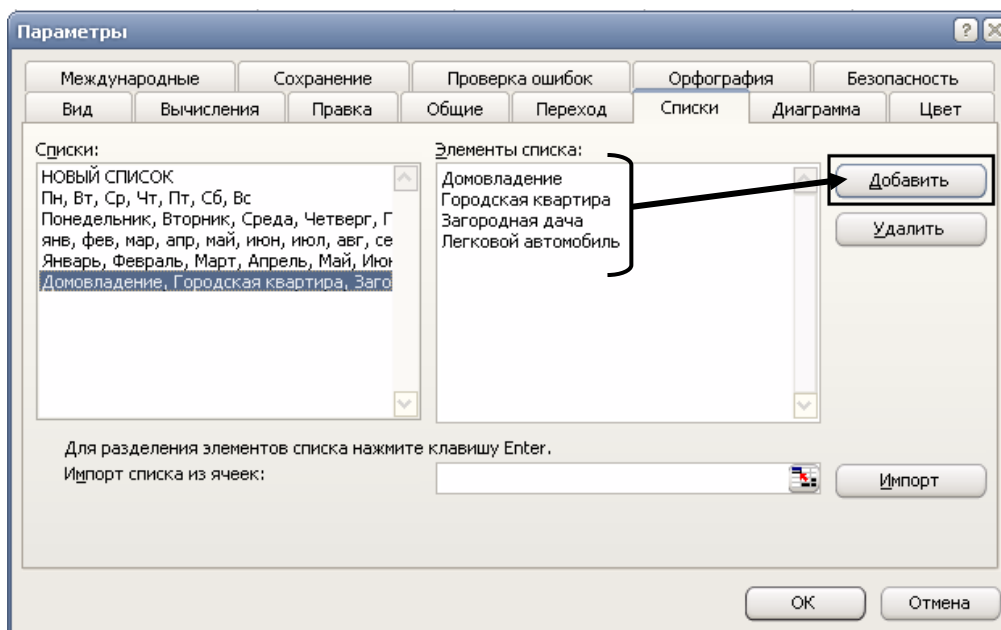 Параметры
Международные Сохранение Проверка ошибок Орфография Безопасность
Вид Вычисления Правка Общие Переход Списки Диаграмма Цвет
Списки:
НОВЫЙ СПИСОК
Пн, Вт, Ср, Чт, Пт, Сб, Вс
Понедельник, Вторник, Среда, Четверг, П
янв, фев, мар, апр, май, июн, июл, авг, се
Январь, Февраль, Март, Апрель, Май, Июн
Домовладение, Городская квартира, Заго
Элементы списка:
Домовладение
Городская квартира
Загородная дача
Легковой автомобиль
Добавить
Удалить
Для разделения элементов списка нажмите клавишу Enter.
Импорт списка из ячеек:
Импорт
ОК Отмена